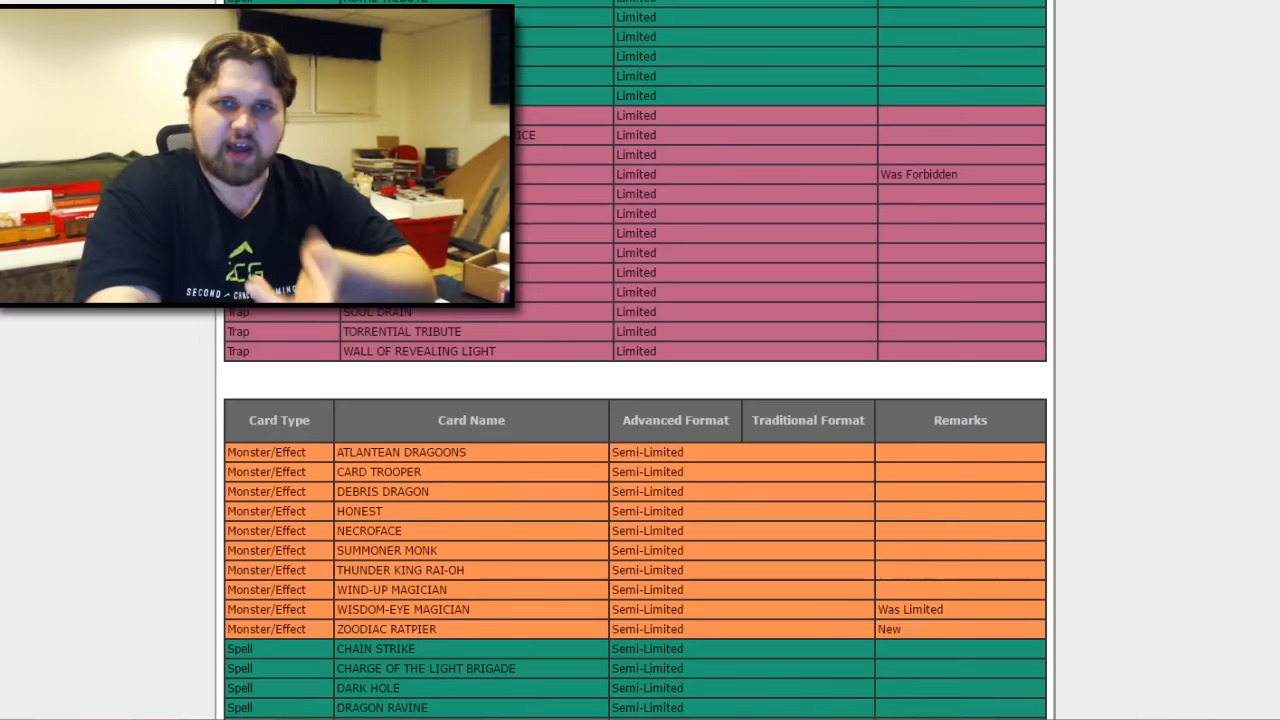 Spell ROYAL TRIBUTE
Limited
Limited
Limited
Limited
Limited
Limited
ICE Limited
Limited
Limited Was Forbidden
Limited
Limited
Limited
Limited
Limited
Limited
Trap SOUL DRAIN Limited
Trap TORRENTIAL TRIBUTE Limited
Trap WALL OF REVEALING LIGHT Limited
SECOND
Card Type Card Name Advanced Format Traditional Format Remarks
Monster/Effect ATLANTEAN DRAGOONS Semi-Limited
Monster/Effect CARD TROOPER Semi-Limited
Monster/Effect DEBRIS DRAGON Semi-Limited
Monster/Effect HONEST Semi-Limited
Monster/Effect NECROFACE Semi-Limited
Monster/Effect SUMMONER MONK Semi-Limited
Monster/Effect THUNDER KING RAI-OH Semi-Limited
Monster/Effect WIND-UP MAGICIAN Semi-Limited
Monster/Effect WISDOM-EYE MAGICIAN Semi-Limited Was Limited
Monster/Effect ZOODIAC RATPIER Semi-Limited New
Spell CHAIN STRIKE Semi-Limited
Spell CHARGE OF THE LIGHT BRIGADE Semi-Limited
Spell DARK HOLE Semi-Limited
Spell DRAGON RAVINE Semi-Limited